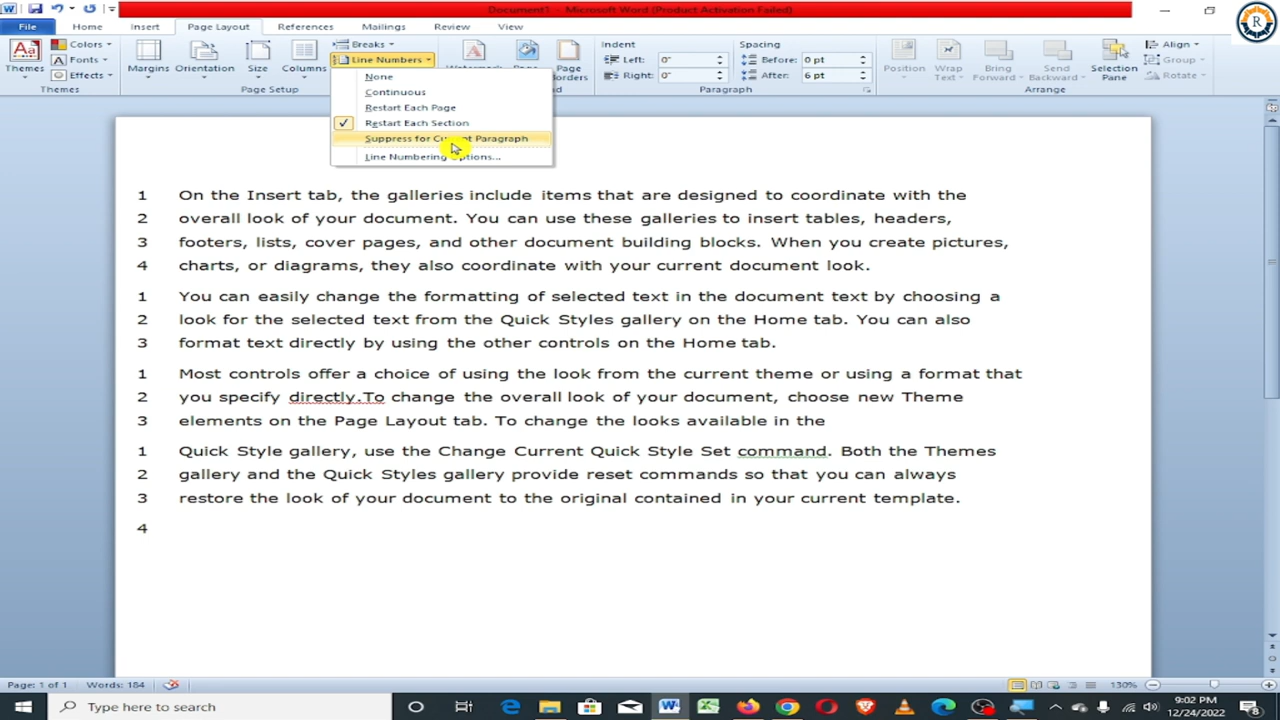 Document1 - Microsoft Word (Product Activation Failed)
File Home Insert Page Layout References Mailings Review View
R
Themes
Colors
Fonts
Effects
Themes
Margins
Orientation
Size
Columns
Breaks
Line Numbers
Page Setup
Watermark
Page
Borders
Indent
Left: 0"
Right: 0"
Spacing
Before: 0 pt
After: 6 pt
Paragraph
Position
Wrap
Text
Bring
Forward
Send
Backward
Selection
Pane
Align
Group
Rotate
Arrange
None
Continuous
Restart Each Page
Restart Each Section
Suppress for Current Paragraph
Line Numbering Options...
1 On the Insert tab, the galleries include items that are designed to coordinate with the
2 overall look of your document. You can use these galleries to insert tables, headers,
3 footers, lists, cover pages, and other document building blocks. When you create pictures,
4 charts, or diagrams, they also coordinate with your current document look.
1 You can easily change the formatting of selected text in the document text by choosing a
2 look for the selected text from the Quick Styles gallery on the Home tab. You can also
3 format text directly by using the other controls on the Home tab.
1 Most controls offer a choice of using the look from the current theme or using a format that
2 you specify directly.To change the overall look of your document, choose new Theme
3 elements on the Page Layout tab. To change the looks available in the
1 Quick Style gallery, use the Change Current Quick Style Set command. Both the Themes
2 gallery and the Quick Styles gallery provide reset commands so that you can always
3 restore the look of your document to the original contained in your current template.
4
Page: 1 of 1 Words: 184 130%
Type here to search
9:02 PM
12/24/2022
8